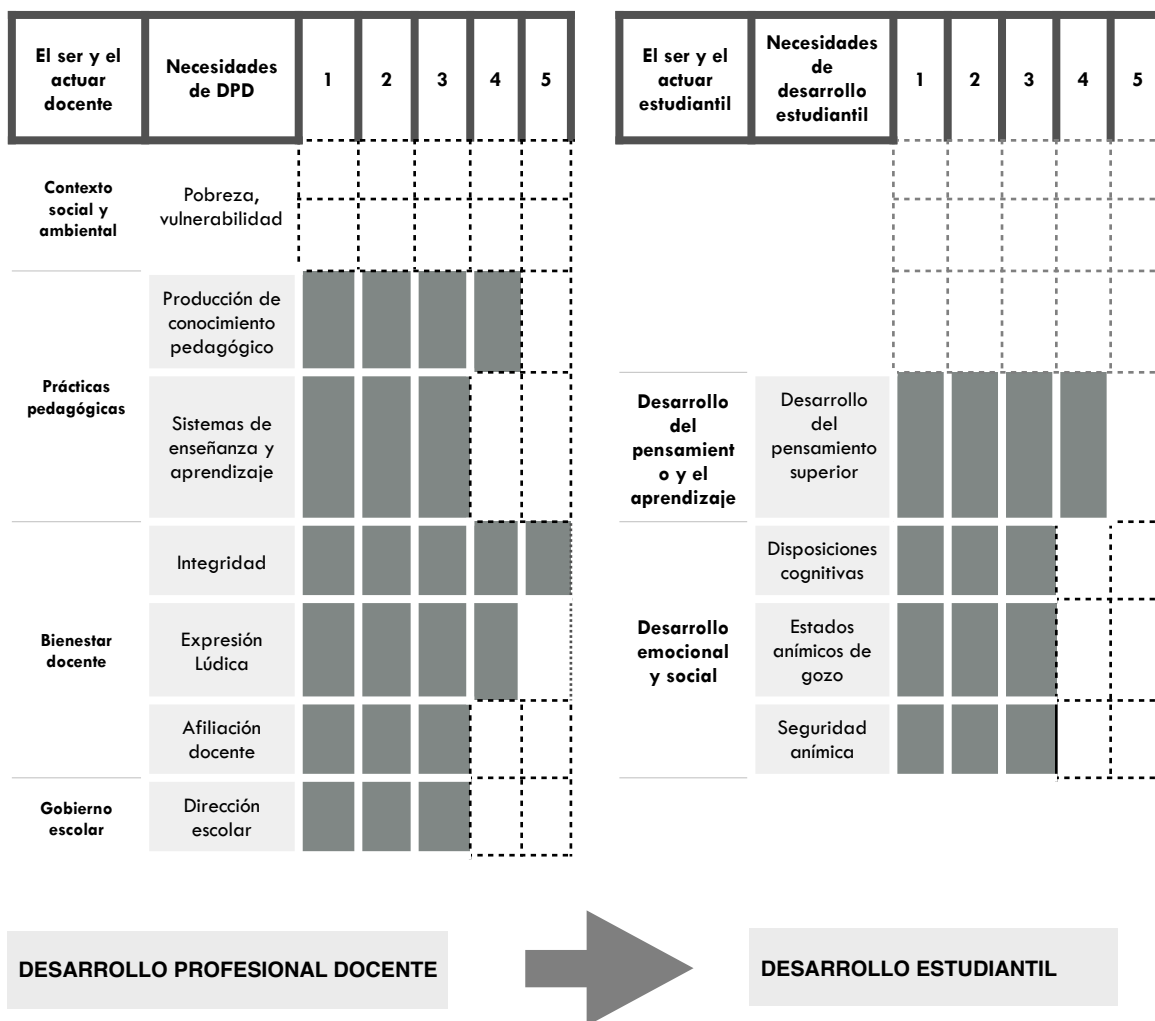 El ser y el
actuar
docente
Necesidades
de DPD
1
2
3
4
5
Contexto
social y
ambiental
Pobreza,
vulnerabilidad
Prácticas
pedagógicas
Producción de
conocimiento
pedagógico
Sistemas de
enseñanza y
aprendizaje
Bienestar
docente
Integridad
Expresión
Lúdica
Afiliación
docente
Gobierno
escolar
Dirección
escolar
El ser y el
actuar
estudiantil
Necesidades
de
desarrollo
estudiantil
1
2
3
4
5
Desarrollo
del
pensamient
o y el
aprendizaje
Desarrollo
del
pensamiento
superior
Desarrollo
emocional
y social
Disposiciones
cognitivas
Estados
anímicos de
gozo
Seguridad
anímica
DESARROLLO PROFESIONAL DOCENTE
DESARROLLO ESTUDIANTIL